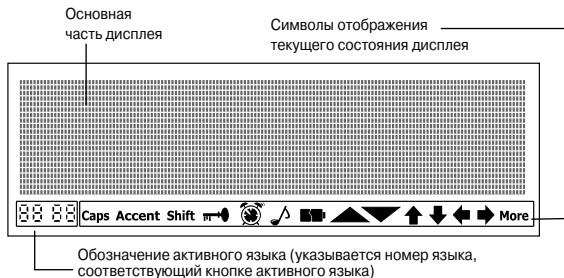 Основная
часть дисплея
Символы отображения
текущего состояния дисплея
88 88 Caps Accent Shift More
Обозначение активного языка (указывается номер языка,
соответствующий кнопке активного языка)